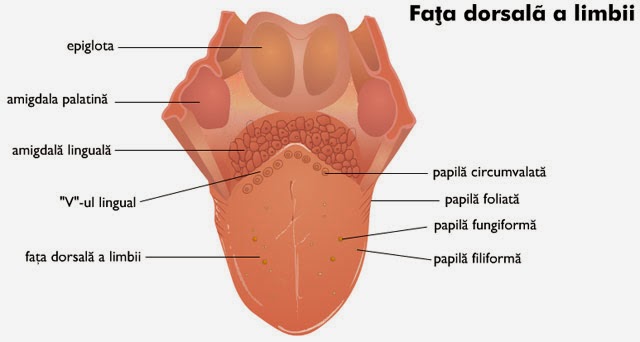 Faţa dorsală a limbii
epiglota
amigdala palatină
amigdală linguală
"V"-ul lingual
fața dorsală a limbii
papilă circumvalată
papilă foliată
papilă fungiformă
papilă filiformă